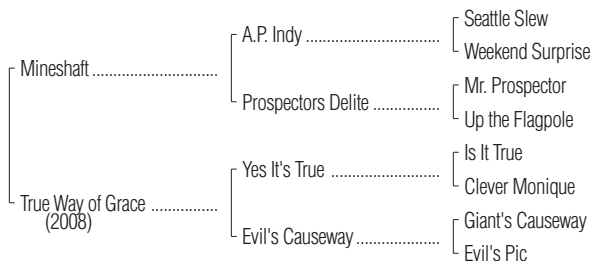 Seattle Slew
A.P. Indy ................................
Weekend Surprise
Mineshaft ..............................
Mr. Prospector
Prospectors Delite ................
Up the Flagpole
Is It True
Yes It's True ..........................
Clever Monique
True Way of Grace ................
(2008)
Giant's Causeway
Evil's Causeway ....................
Evil's Pic